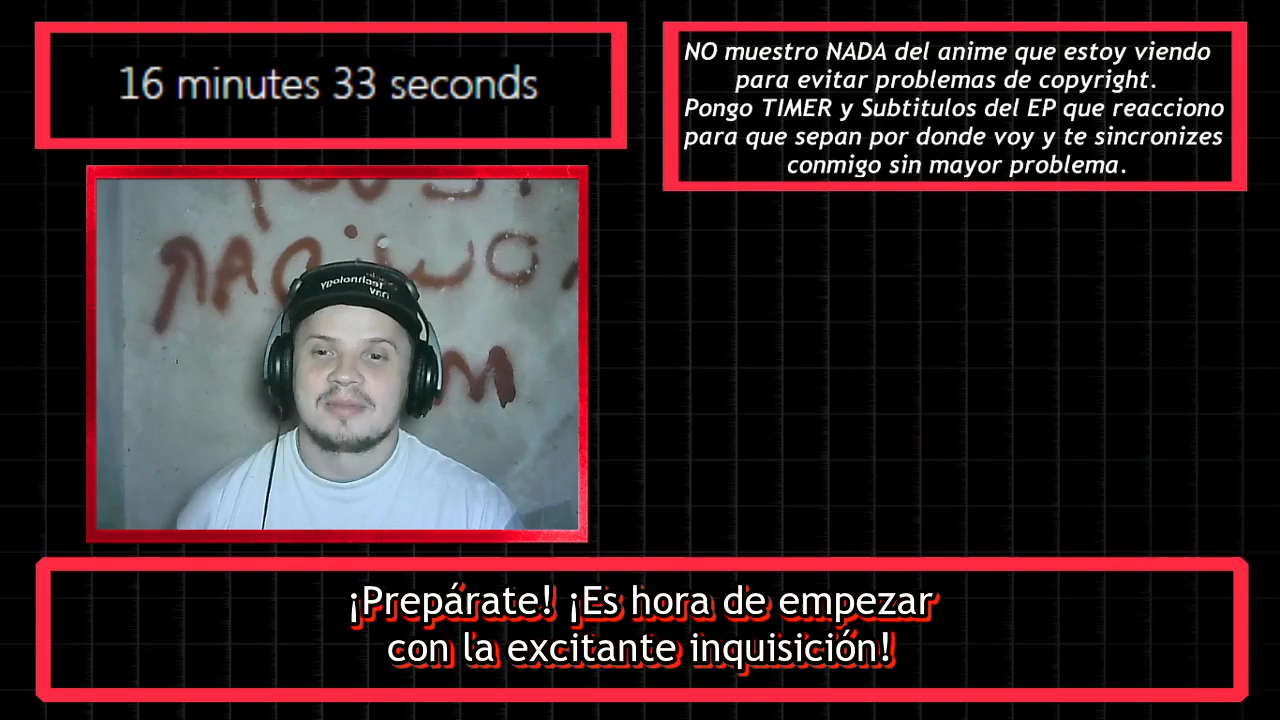 16 minutes 33 seconds
NO muestro NADA del anime que estoy viendo
para evitar problemas de copyright.
Pongo TIMER y Subtitulos del EP que reacciono
para que sepan por donde voy y te sincronizes
conmigo sin mayor problema.
¡Prepárate! ¡Es hora de empezar
con la excitante inquisición!